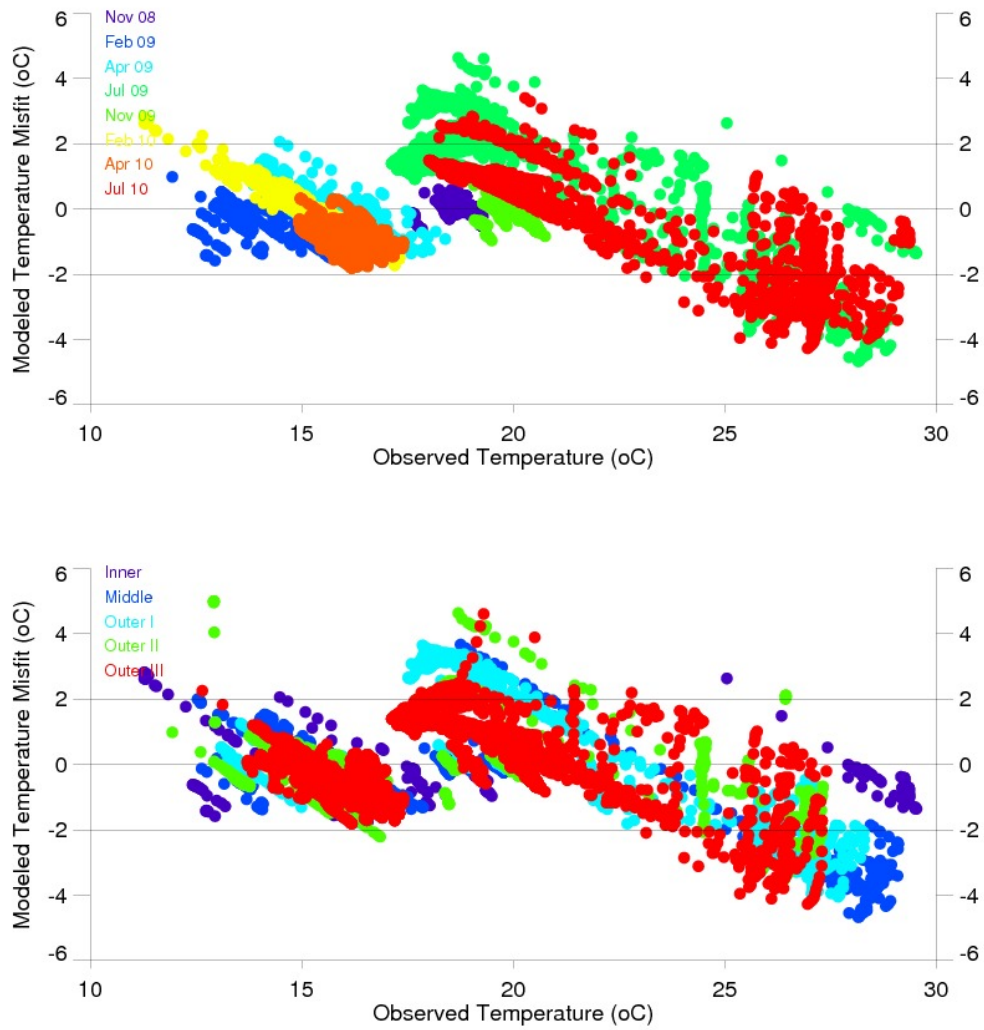 6 6
Nov 08
Feb 09
4 4
Apr 09
Jul 09
Nov 09
2 2
Feb 10
Apr 10
Jul 10
0 0
-2 -2
-4 -4
-6 -6
Modeled Temperature Misfit (oC)
10 15 20 25 30
Observed Temperature (oC)
6 6
Inner
Middle
4 4
Outer I
Outer II
Outer III
2 2
0 0
-2 -2
-4 -4
-6 -6
Modeled Temperature Misfit (oC)
10 15 20 25 30
Observed Temperature (oC)